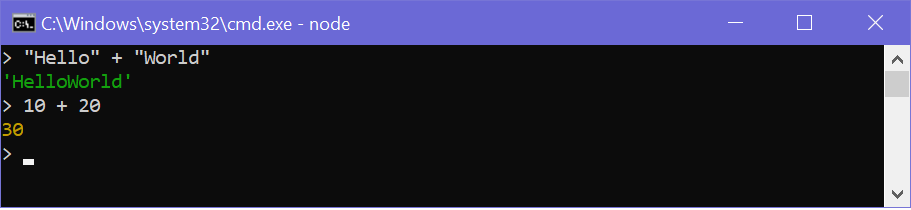 C:\Windows\system32\cmd.exe - node
> "Hello" + "World"
'HelloWorld'
> 10 + 20
30
>